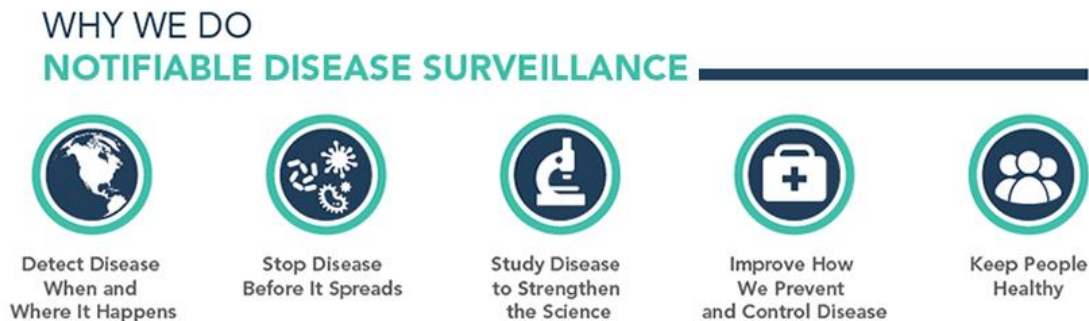 WHY WE DO
NOTIFIABLE DISEASE SURVEILLANCE
Detect Disease
When and
Where It Happens
Stop Disease
Before It Spreads
Study Disease
to Strengthen
the Science
Improve How
We Prevent
and Control Disease
Keep People
Healthy